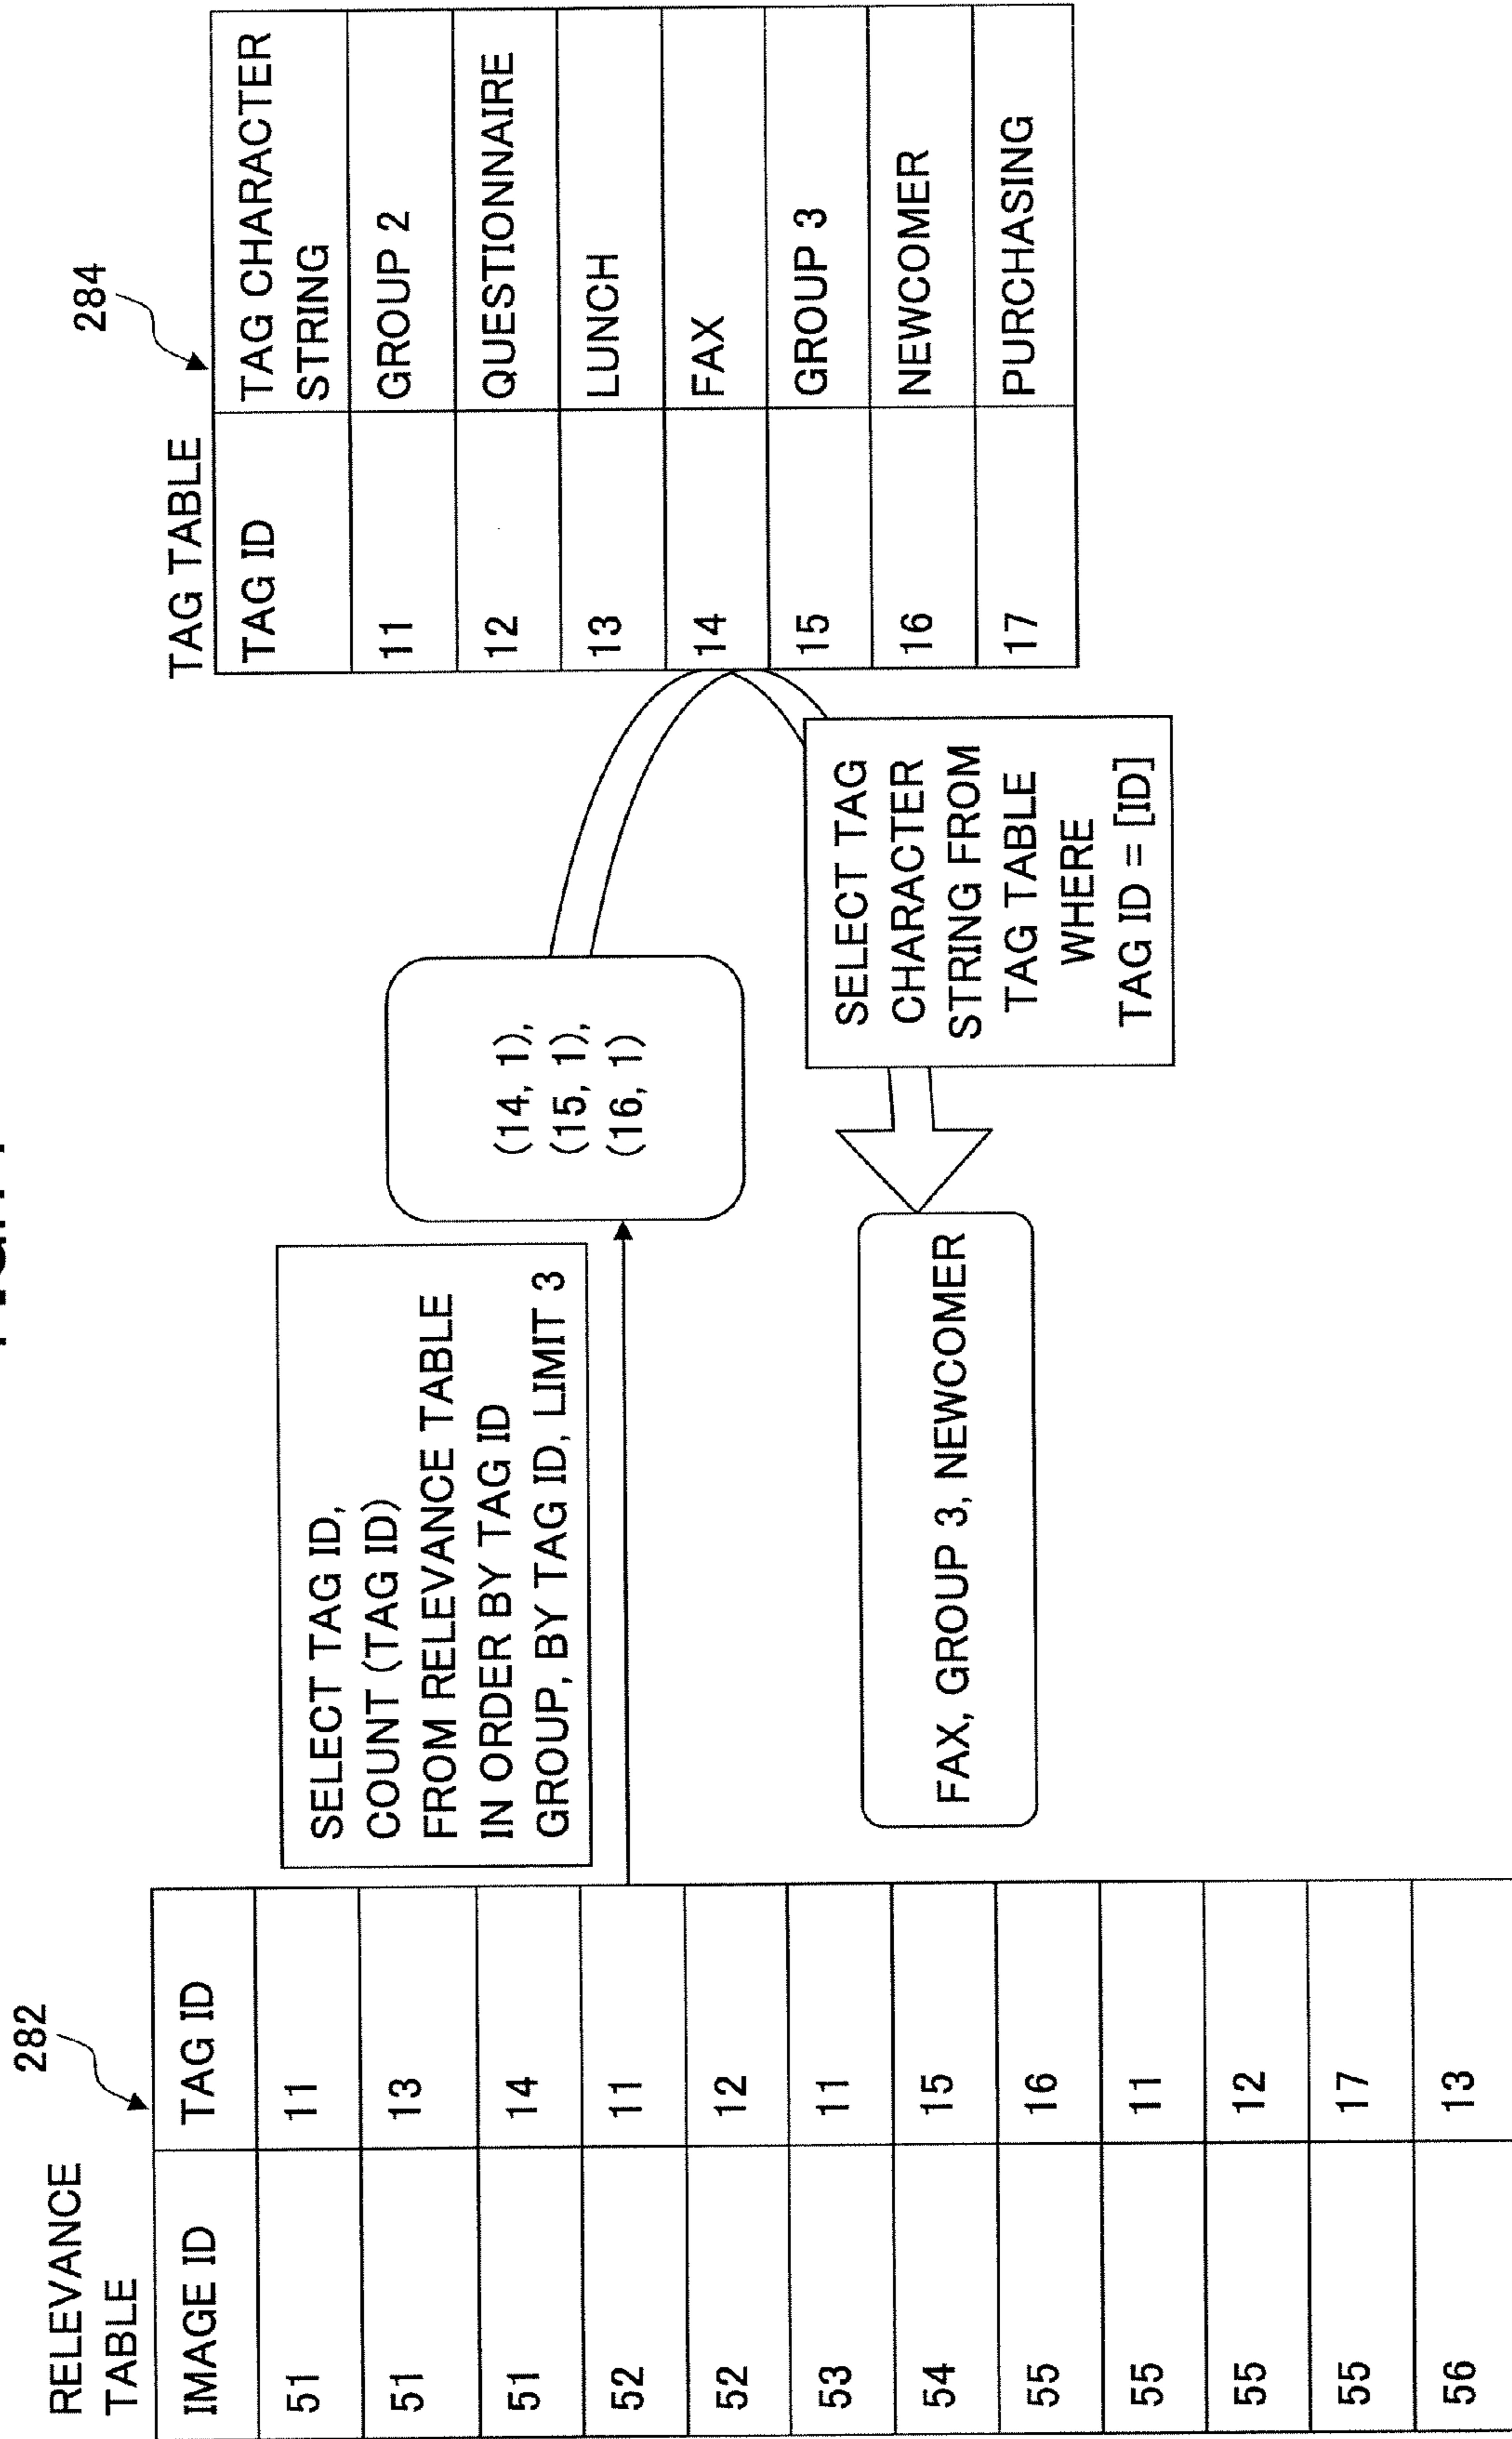 RELEVANCE
TABLE
282
IMAGE ID TAG ID
51 11
51 13
51 14
52 11
52 12
53 11
54 15
55 16
55 11
55 12
55 17
56 13
SELECT TAG ID,
COUNT (TAG ID)
FROM RELEVANCE TABLE
IN ORDER BY TAG ID
GROUP, BY TAG ID, LIMIT 3
(14, 1),
(15, 1),
(16, 1)
TAG TABLE
284
TAG ID TAG CHARACTER
STRING
11 GROUP 2
12 QUESTIONNAIRE
13 LUNCH
14 FAX
15 GROUP 3
16 NEWCOMER
17 PURCHASING
SELECT TAG
CHARACTER
STRING FROM
TAG TABLE
WHERE
TAG ID = [ID]
FAX, GROUP 3, NEWCOMER